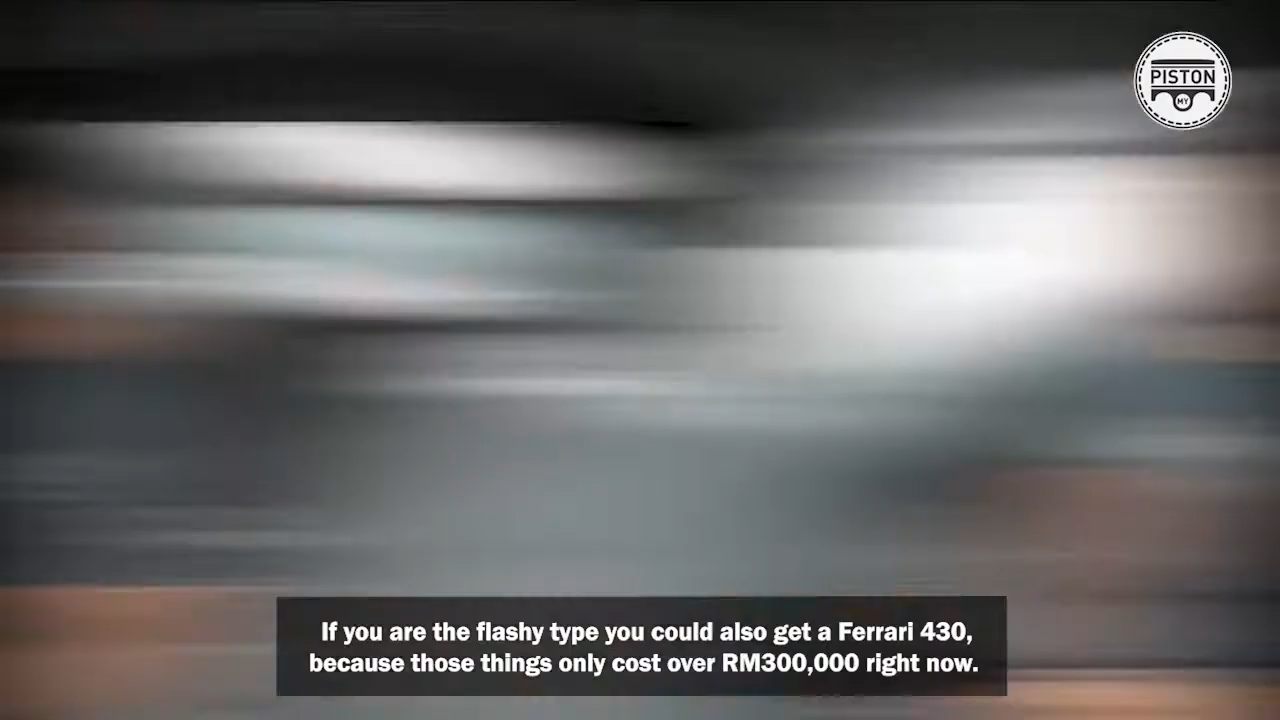 PISTON
MY
If you are the flashy type you could also get a Ferrari 430,
because those things only cost over RM300,000 right now.